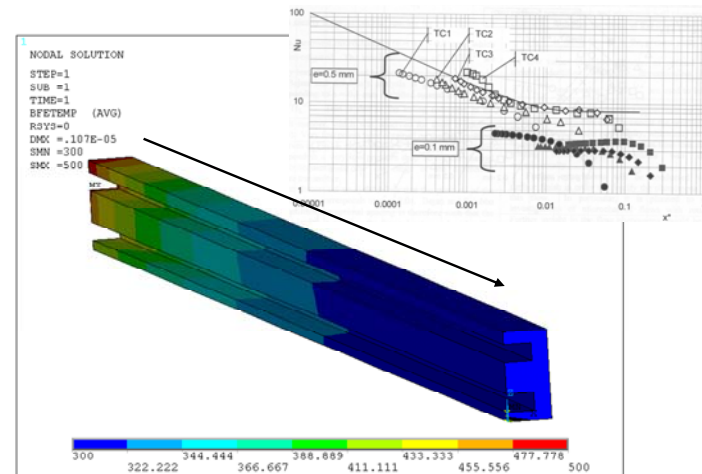 1
NODAL SOLUTION
STEP=1
SUB =1
TIME=1
BFETEMP (AVG)
RSYS=0
DMX =.107E-05
SMN =300
SMX =500
100
Nu
10
1
TC1
TC2
TC3
TC4
e=0.5 mm
e=0.1 mm
0.00001
0.0001
0.001
0.01
0.1
x*
300
322.222
344.444
366.667
388.889
411.111
433.333
455.556
477.778
500